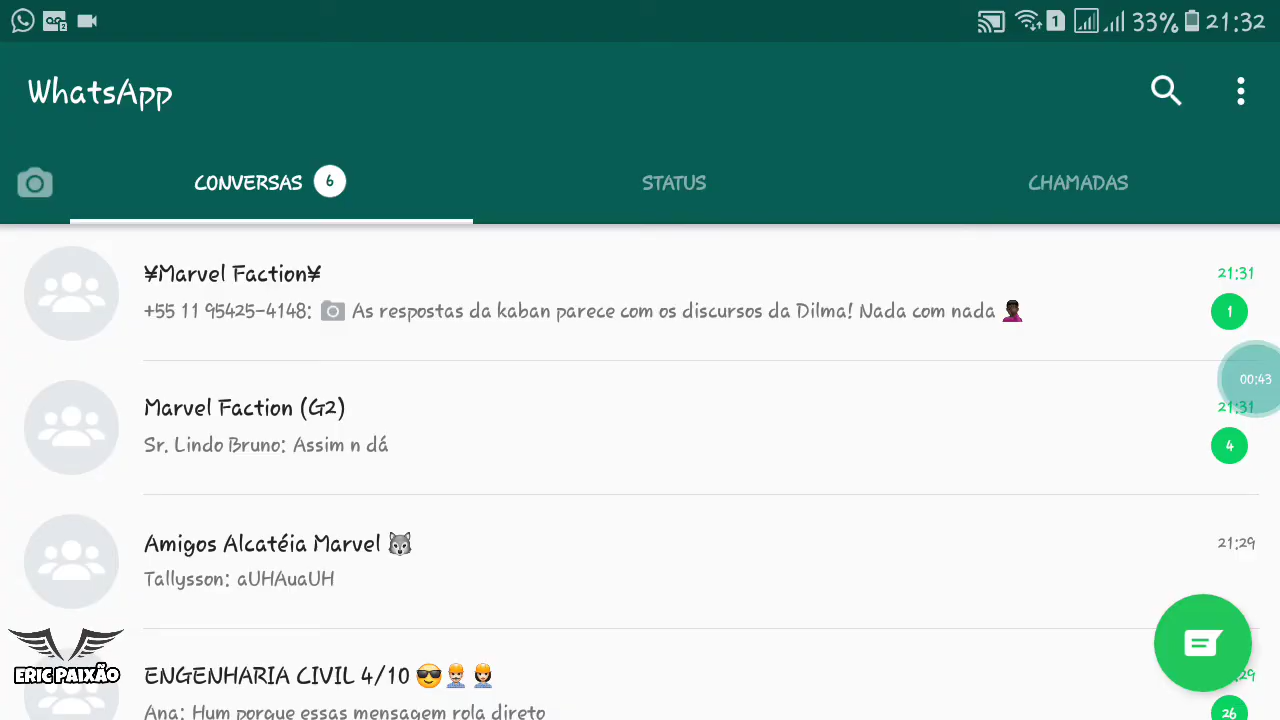 1 33% 21:32
WhatsApp
CONVERSAS 6 STATUS CHAMADAS
¥Marvel Faction¥ 21:31
+55 11 95425-4148: As respostas da kaban parece com os discursos da Dilma! Nada com nada 1
00:43
Marvel Faction (G2) 21:31
Sr. Lindo Bruno: Assim n dá 4
Amigos Alcatéia Marvel 21:29
Tallysson: aUHAuaUH
ERIC PAIXÃO
ENGENHARIA CIVIL 4/10 :29
Ana: Hum porque essas mensagem rola direto 26